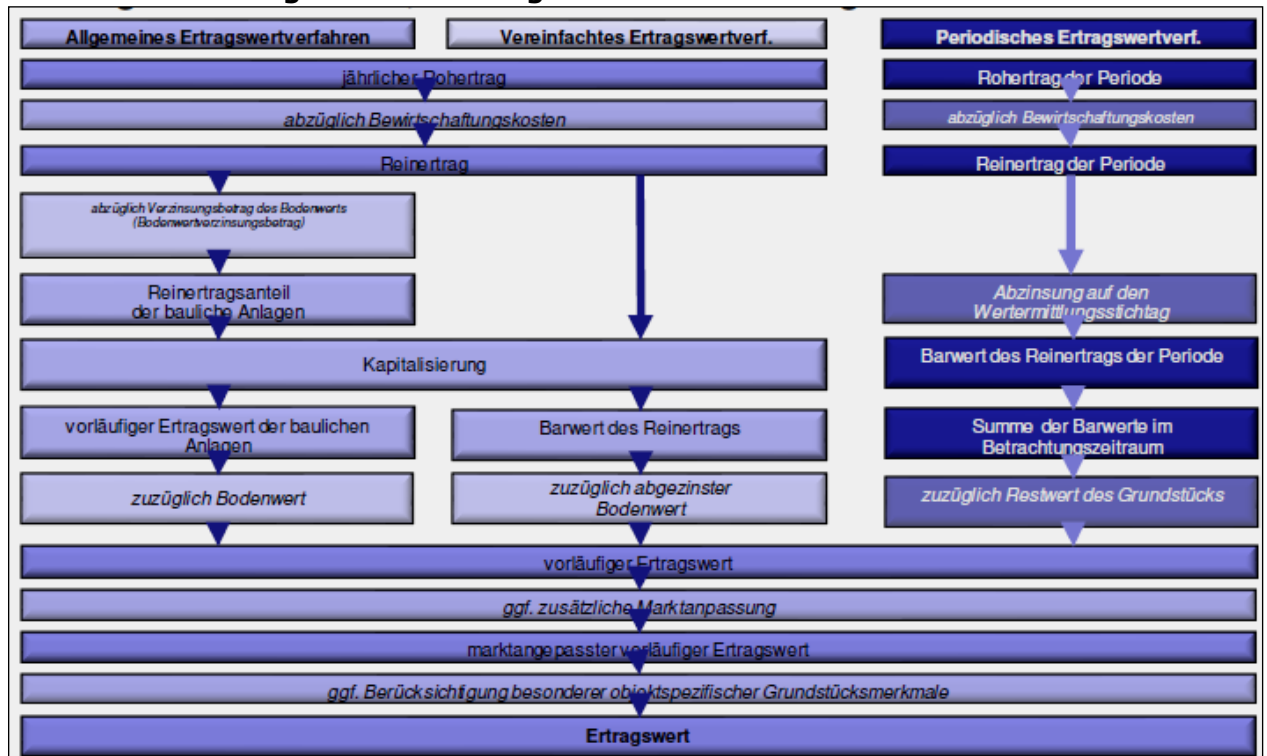 Allgemeines Ertragswertverfahren
Vereinfachtes Ertragswertverf.
Periodisches Ertragswertverf.
jährlicher Rohertrag
Rohertrag der Periode
abzüglich Bewirtschaftungskosten
abzüglich Bewirtschaftungskosten
Reinertrag
Reinertrag der Periode
abzüglich Verzinsungsbetrag des Bodenwerts
(Bodenwertverzinsungsbetrag)
Reinertragsanteil
der bauliche Anlagen
Abzinsung auf den
Wertermittlungsstichtag
Kapitalisierung
Barwert des Reinertrags der Periode
vorläufiger Ertragswert der baulichen
Anlagen
Barwert des Reinertrags
Summe der Barwerte im
Betrachtungszeitraum
zuzüglich Bodenwert
zuzüglich abgezinster
Bodenwert
zuzüglich Restwert des Grundstücks
vorläufiger Ertragswert
ggf. zusätzliche Marktanpassung
marktangepasster vorläufiger Ertragswert
ggf. Berücksichtigung besonderer objektspezifischer Grundstücksmerkmale
Ertragswert